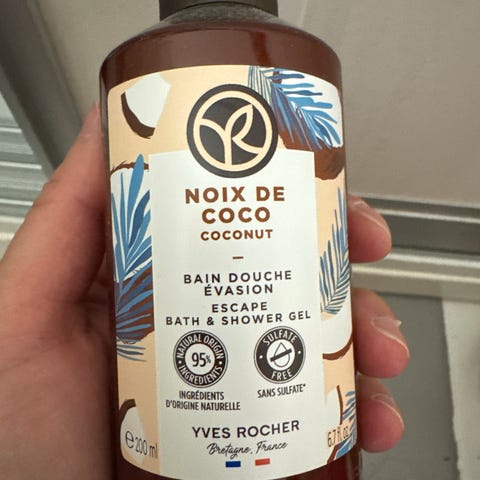 NOIX DE
COCO
COCONUT
BAIN DOUCHE
ÉVASION
ESCAPE
BATH & SHOWER GEL
NATURAL ORIGIN
95%
INGREDIENTS
SULFATE
FREE
INGRÉDIENTS
D'ORIGINE NATURELLE
SANS SULFATE*
YVES ROCHER
Bretagne, France
℮ 200 ml
6.7 fl.oz